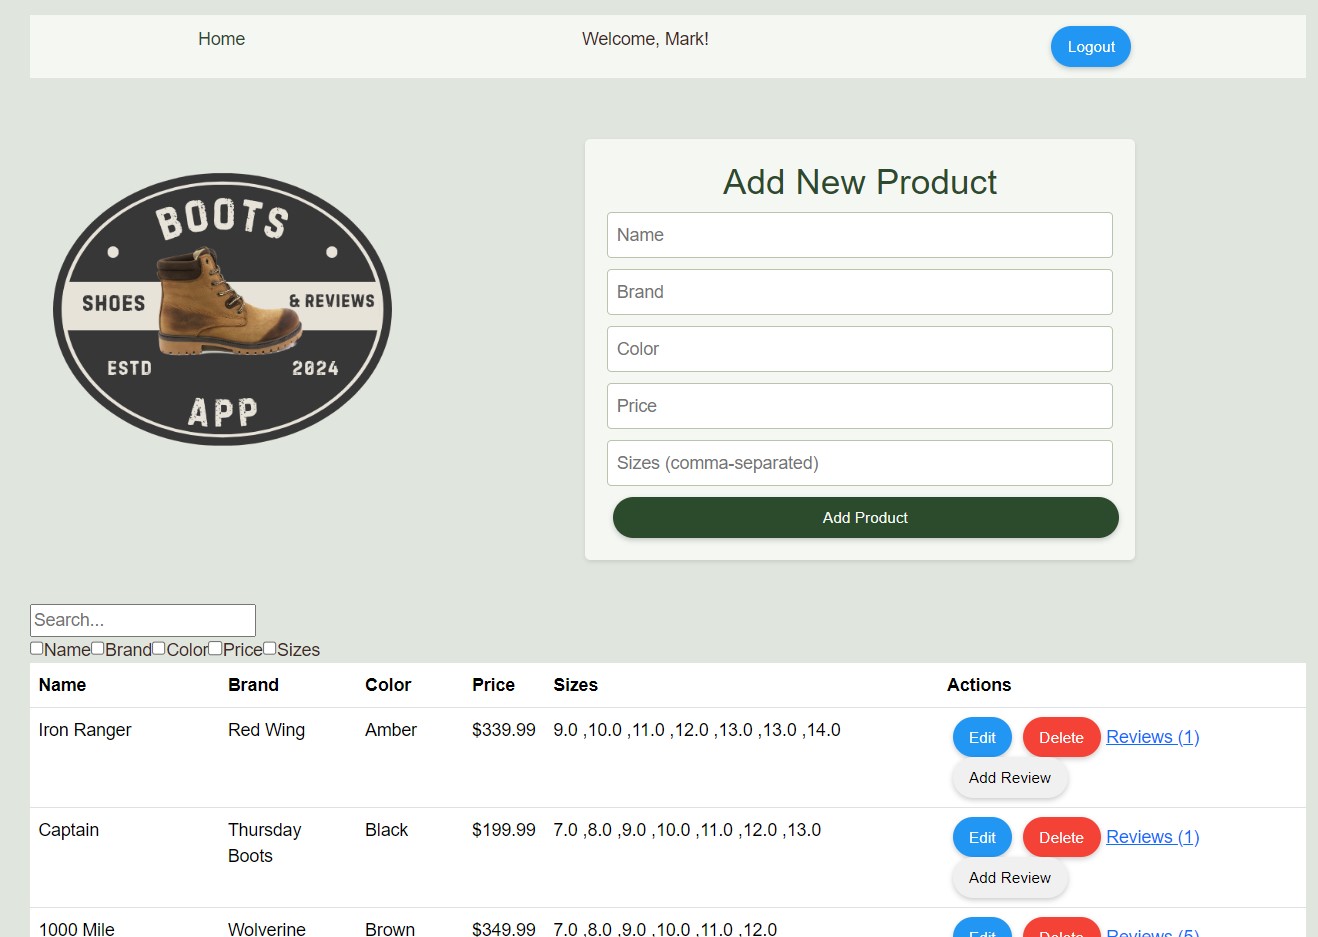 Home
Welcome, Mark!
Logout
BOOTS
SHOES
& REVIEWS
ESTD
2024
APP
Add New Product
Name
Brand
Color
Price
Sizes (comma-separated)
Add Product
Search...
Name Brand Color Price Sizes
Name Brand Color Price Sizes Actions
Iron Ranger Red Wing Amber $339.99 9.0 ,10.0 ,11.0 ,12.0 ,13.0 ,13.0 ,14.0 Edit Delete Reviews (1)
Add Review
Captain Thursday Black $199.99 7.0 ,8.0 ,9.0 ,10.0 ,11.0 ,12.0 ,13.0 Edit Delete Reviews (1)
Boots
Add Review
1000 Mile Wolverine Brown $349.99 7.0 ,8.0 ,9.0 ,10.0 ,11.0 ,12.0 Edit Delete Reviews (5)